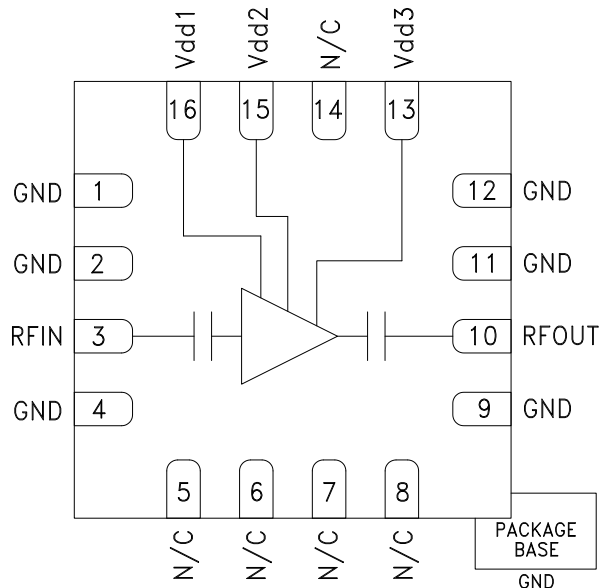 Vdd1
Vdd2
N/C
Vdd3
16
15
14
13
GND 1
12 GND
GND 2
11 GND
RFIN 3
10 RFOUT
GND 4
9 GND
5
6
7
8
N/C
N/C
N/C
N/C
PACKAGE
BASE
GND